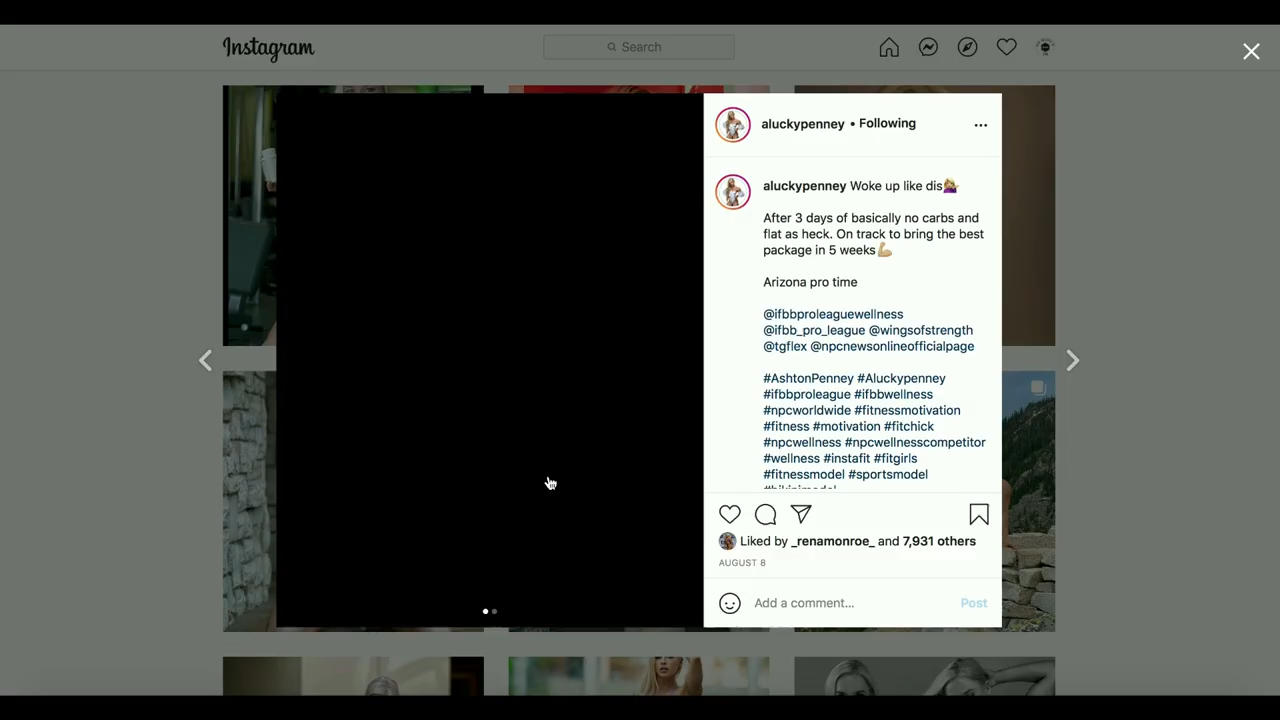 Instagram
Search
aluckypenney • Following
aluckypenney Woke up like dis🤷🏼‍♀️
After 3 days of basically no carbs and
flat as heck. On track to bring the best
package in 5 weeks💪🏼
Arizona pro time
@ifbbproleaguewellness
@ifbb_pro_league @wingsofstrength
@tgflex @npcnewsonlineofficialpage
#AshtonPenney #Aluckypenney
#ifbbproleague #ifbbwellness
#npcworldwide #fitnessmotivation
#fitness #motivation #fitchick
#npcwellness #npcwellnesscompetitor
#wellness #instafit #fitgirls
#fitnessmodel #sportsmodel
Liked by _renamonroe_ and 7,931 others
AUGUST 8
Add a comment...
Post